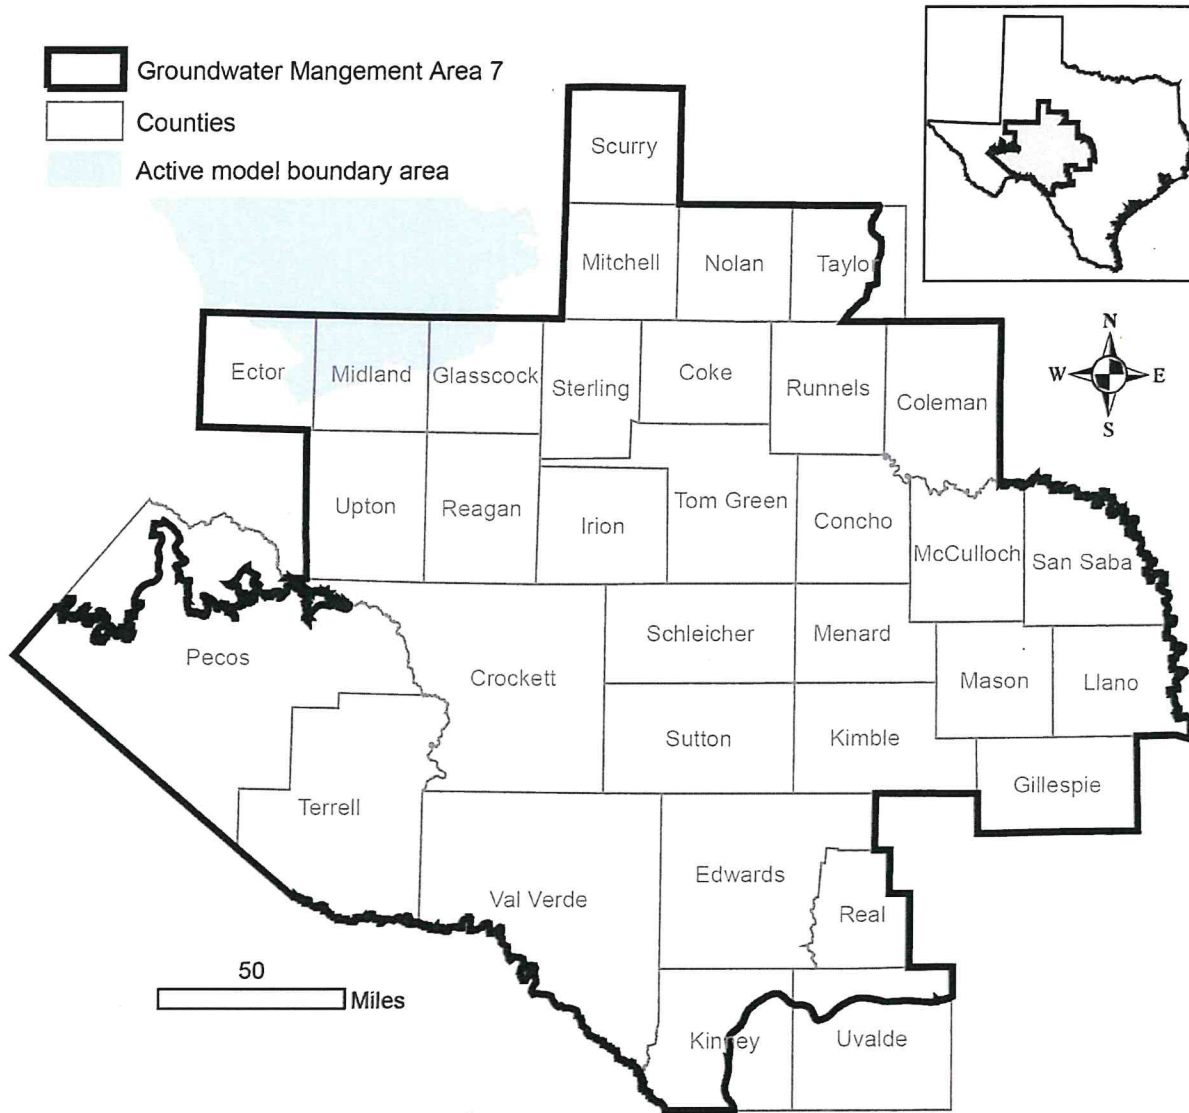 Groundwater Mangement Area 7
Counties
Active model boundary area
Scurry
Mitchell
Nolan
Taylor
N
W
E
S
Ector
Midland
Glasscock
Sterling
Coke
Runnels
Coleman
Upton
Reagan
Irion
Tom Green
Concho
McCulloch
San Saba
Pecos
Crockett
Schleicher
Menard
Mason
Llano
Sutton
Kimble
Gillespie
Terrell
Val Verde
Edwards
Real
50
Miles
Kinney
Uvalde